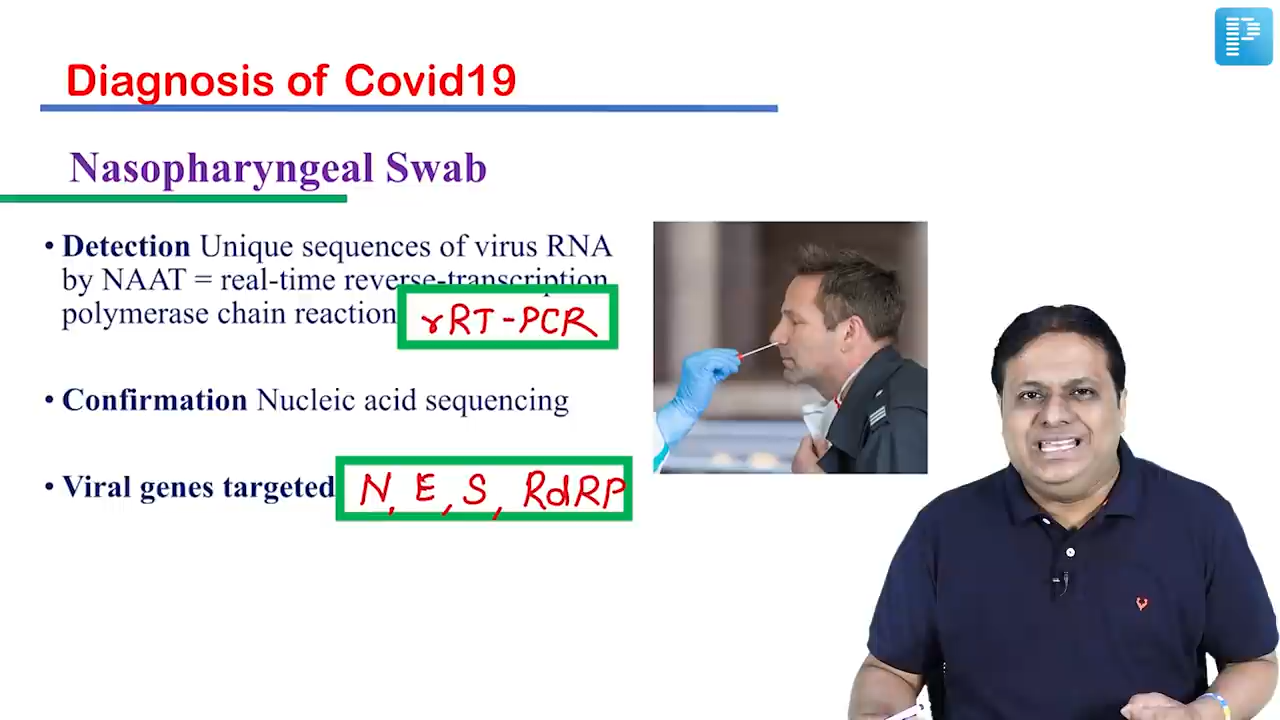 Diagnosis of Covid19
Nasopharyngeal Swab
• Detection Unique sequences of virus RNA
by NAAT = real-time reverse-transcription
polymerase chain reaction rRT-PCR
• Confirmation Nucleic acid sequencing
• Viral genes targeted N, E, S, RdRP